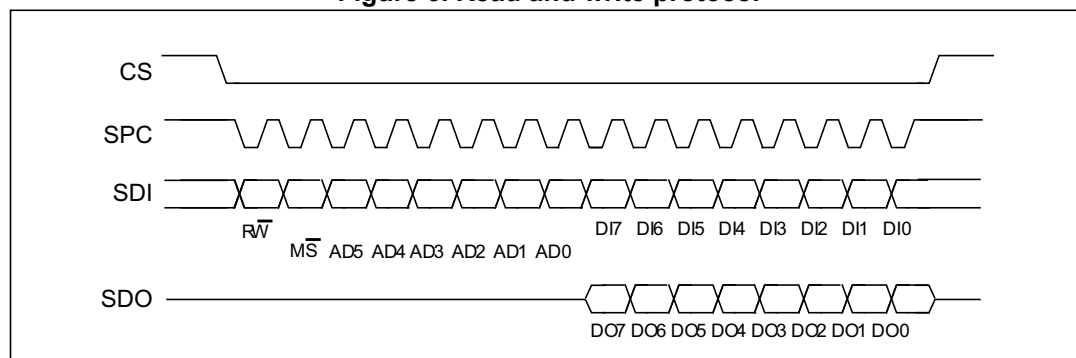 Figure 6. Read and write protocol
CS
SPC
SDI
RW̅
DI7 DI6 DI5 DI4 DI3 DI2 DI1 DI0
MS̅ AD5 AD4 AD3 AD2 AD1 AD0
SDO
DO7 DO6 DO5 DO4 DO3 DO2 DO1 DO0